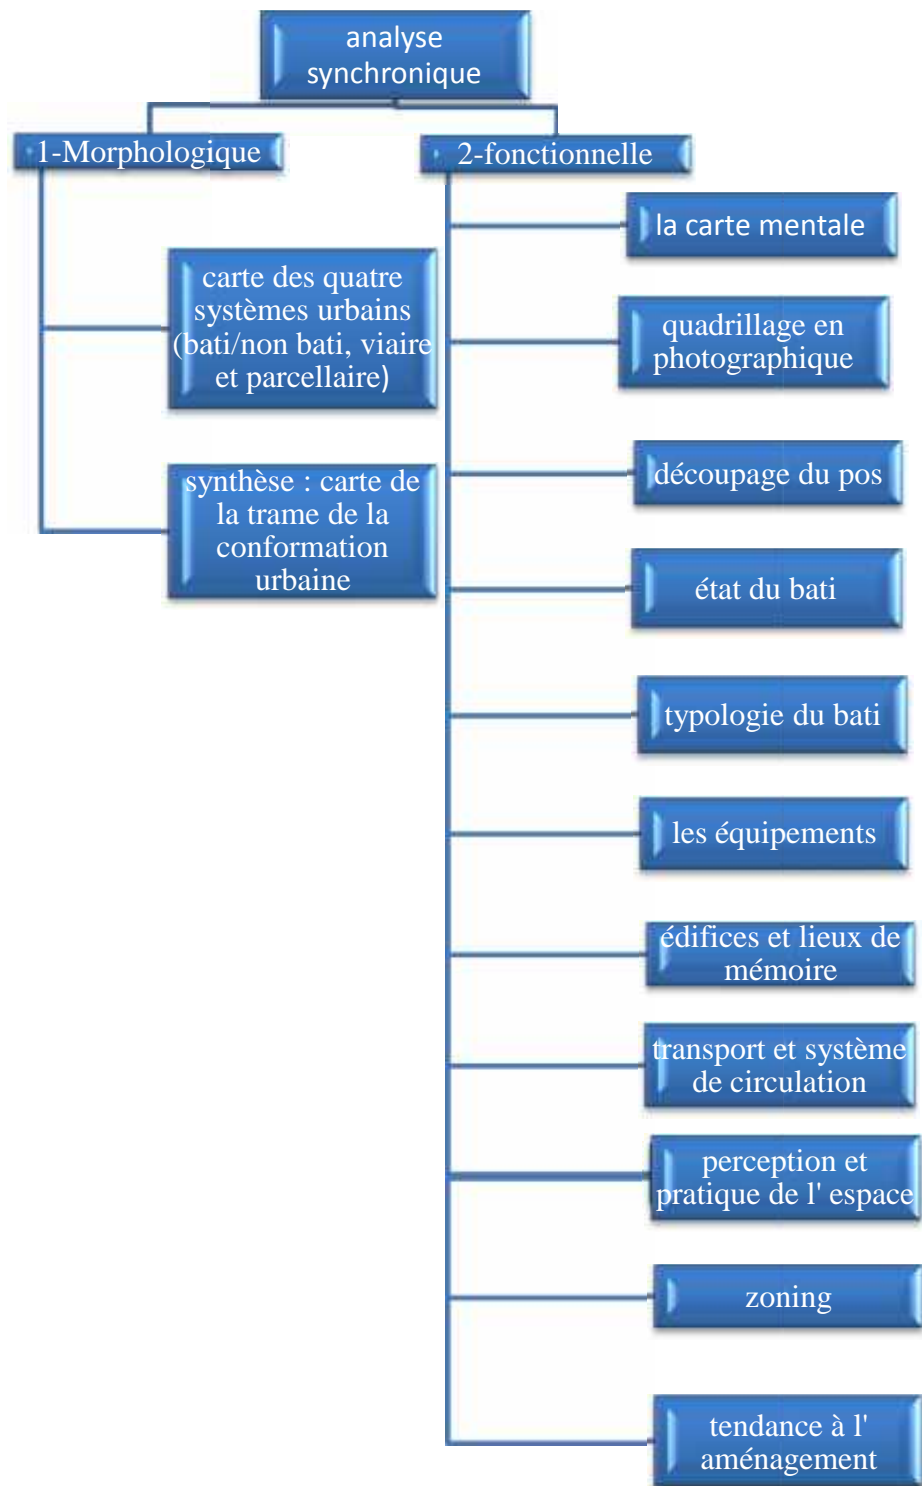 analyse
synchronique
1-Morphologique
carte des quatre
systèmes urbains
(bati/non bati, viaire
et parcellaire)
synthèse : carte de
la trame de la
conformation
urbaine
2-fonctionnelle
la carte mentale
quadrillage en
photographique
découpage du pos
état du bati
typologie du bati
les équipements
édifices et lieux de
mémoire
transport et système
de circulation
perception et
pratique de l' espace
zoning
tendance à l'
aménagement